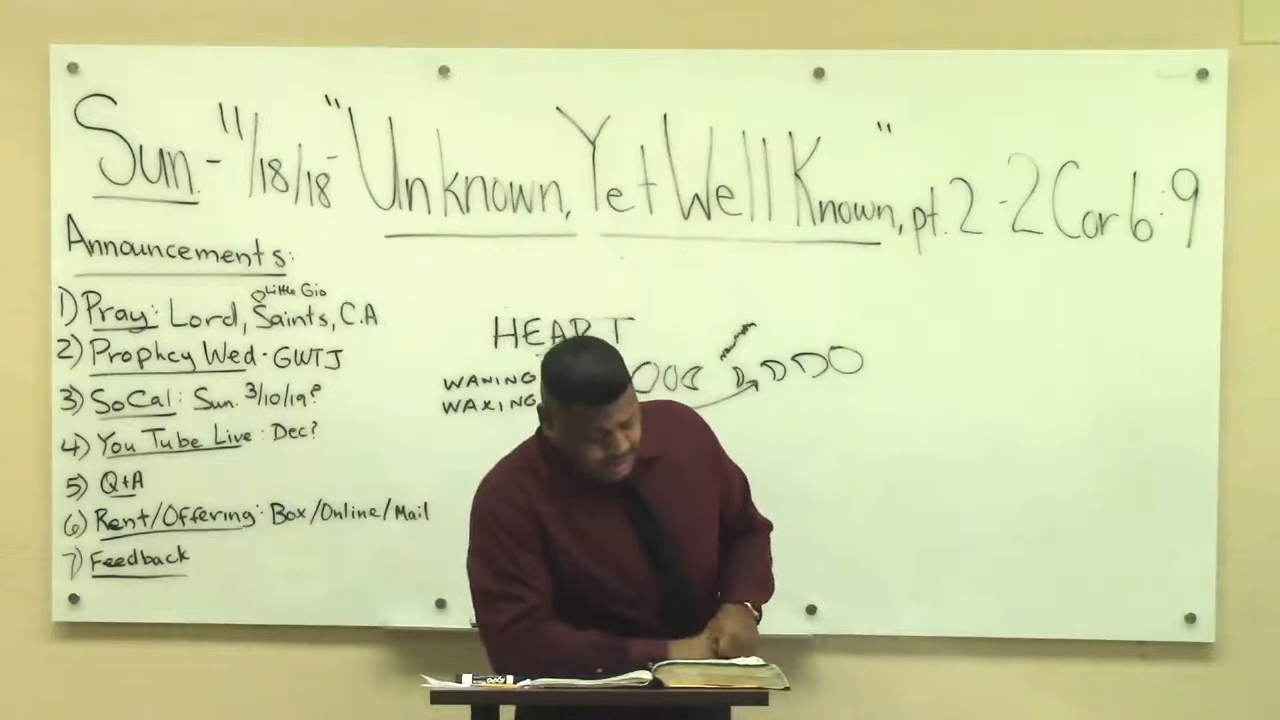 Sun. - 11/18/18 - "Unknown, Yet Well Known," pt. 2 - 2 Cor 6:9
Announcements:
Little Gio
1) Pray: Lord, Saints, C.A
2) Prophcy Wed - GWTJ
3) SoCal: Sun. 3/10/19?
4) You Tube Live: Dec?
5) Q+A
6) Rent/Offering: Box/Online/Mail
7) Feedback
HEART
WANING
WAXING